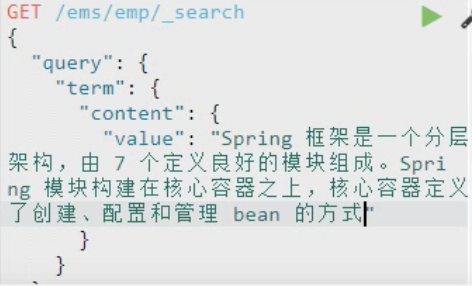 GET /ems/emp/_search
{
"query": {
"term": {
"content": {
"value": "Spring 框架是一个分层
架构，由 7 个定义良好的模块组成。Spri
ng 模块构建在核心容器之上，核心容器定义
了创建、配置和管理 bean 的方式"
}
}